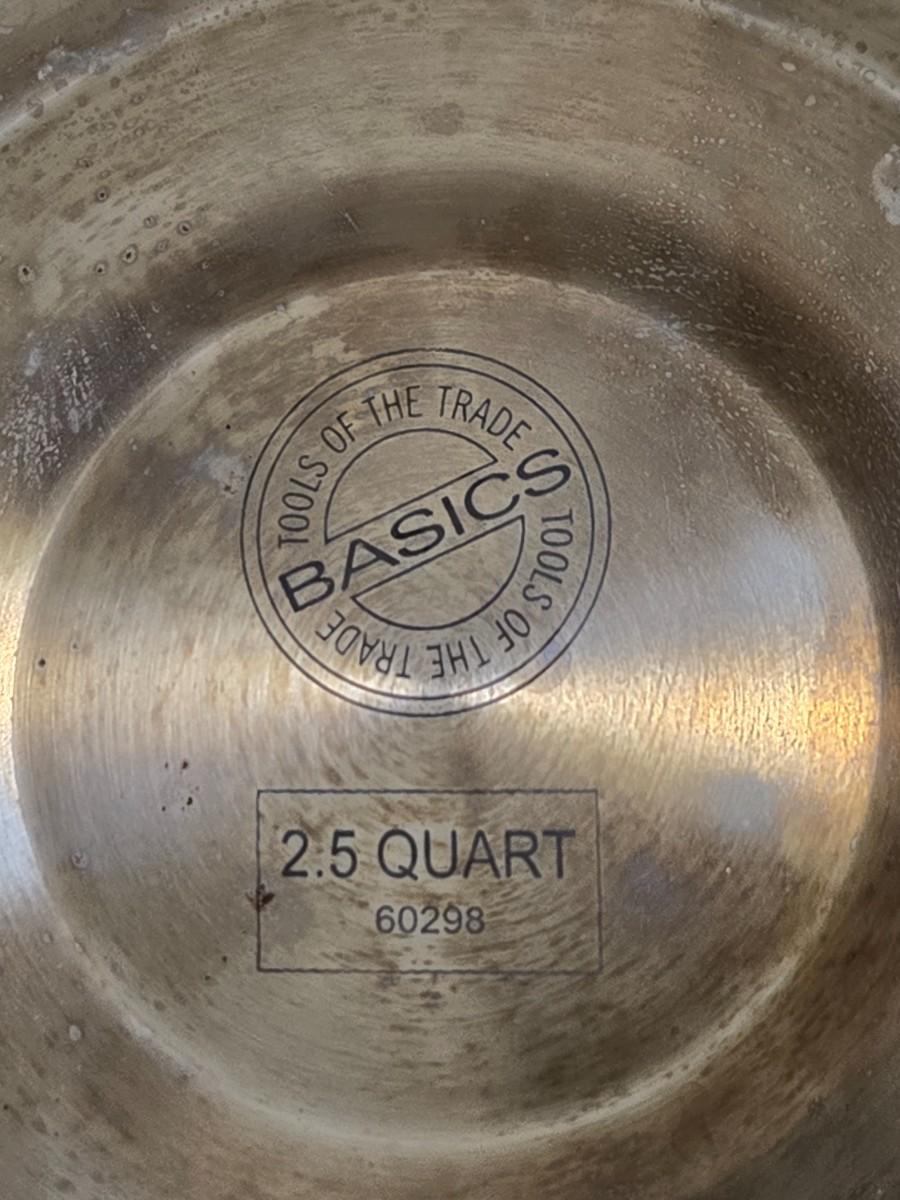 TOOLS OF THE TRADE
BASICS
TOOLS OF THE TRADE
2.5 QUART
60298